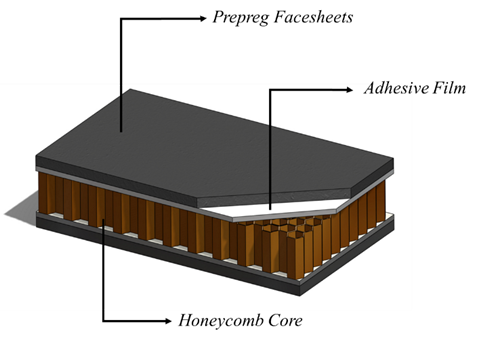 Prepreg Facesheets
Adhesive Film
Honeycomb Core